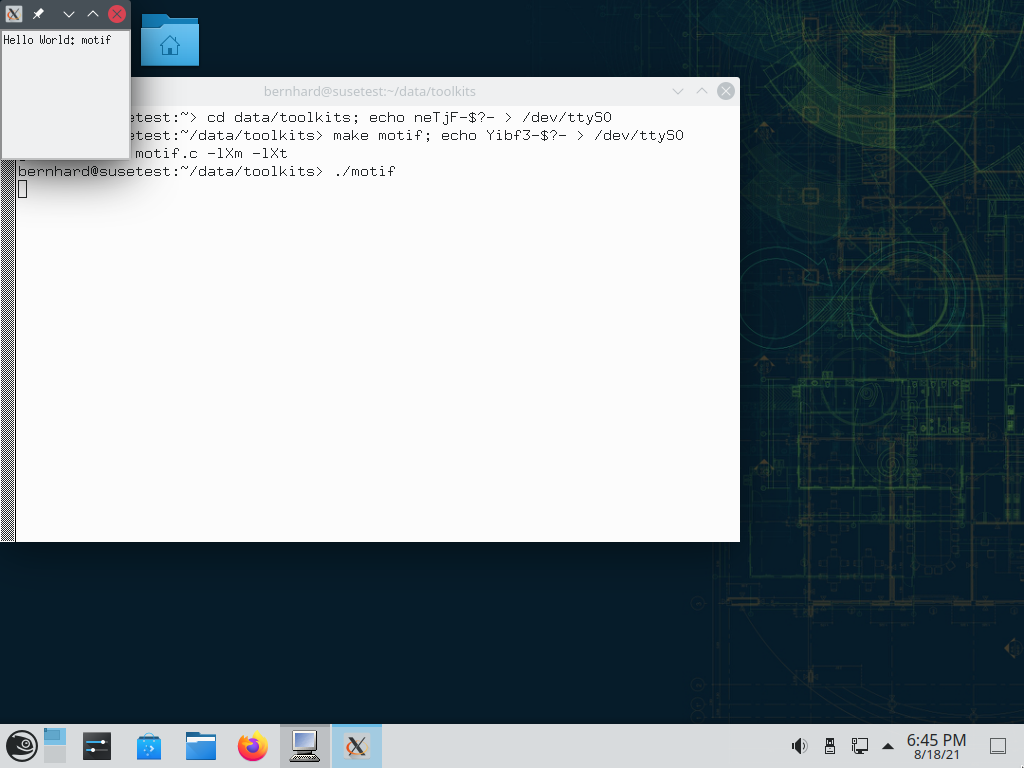 Hello World: motif
bernhard@susetest:~/data/toolkits
etest:~> cd data/toolkits; echo neTjF-$?- > /dev/ttyS0
etest:~/data/toolkits> make motif; echo Yibf3-$?- > /dev/ttyS0
motif.c -lXm -lXt
bernhard@susetest:~/data/toolkits> ./motif
6:45 PM
8/18/21